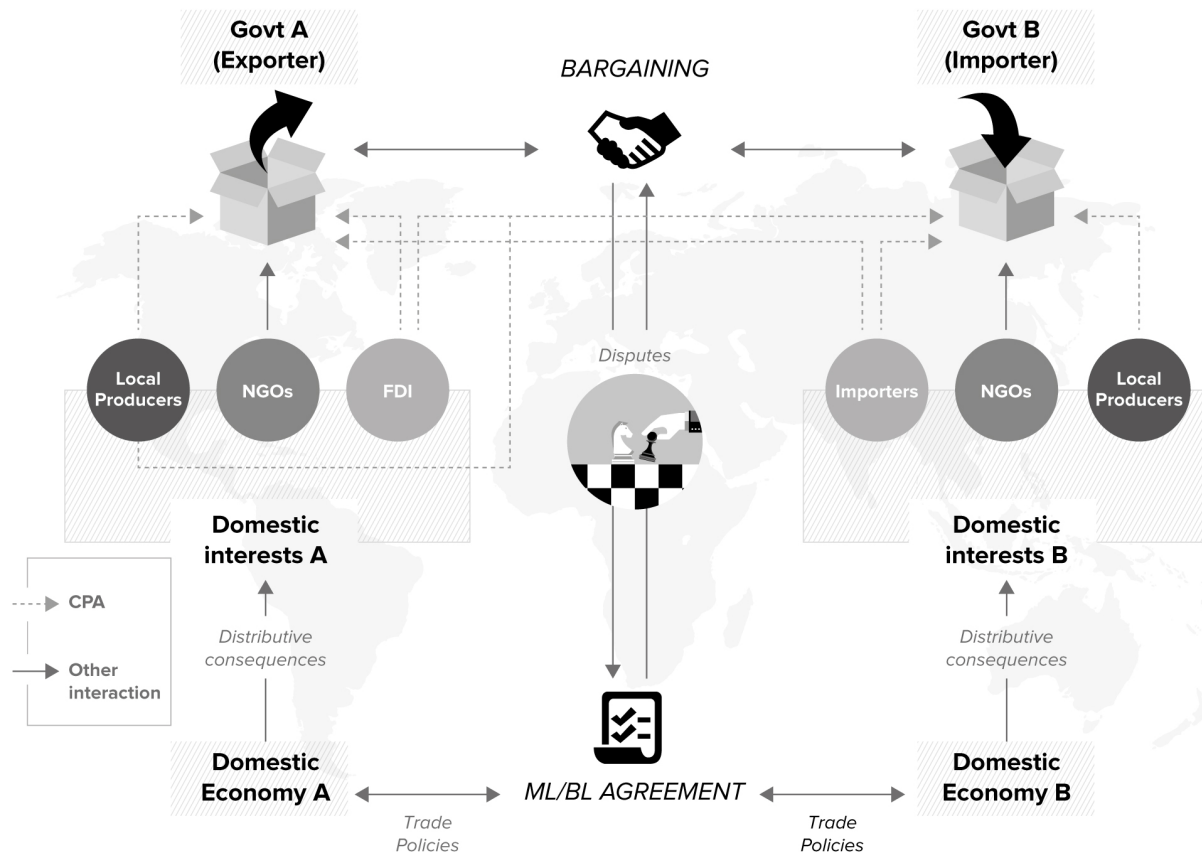 Govt A
(Exporter)
Govt B
(Importer)
BARGAINING
Disputes
Local
Producers
NGOs
FDI
Importers
NGOs
Local
Producers
Domestic
interests A
Domestic
interests B
CPA
Other
interaction
Distributive
consequences
Distributive
consequences
Domestic
Economy A
ML/BL AGREEMENT
Domestic
Economy B
Trade
Policies
Trade
Policies